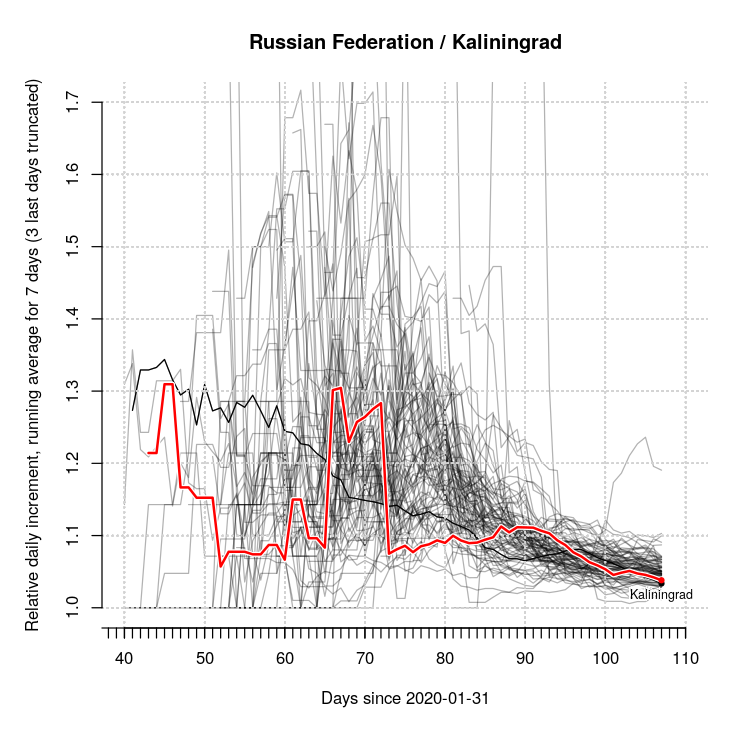 Russian Federation / Kaliningrad
Relative daily increment, running average for 7 days (3 last days truncated)
1.7
1.6
1.5
1.4
1.3
1.2
1.1
1.0
Kaliningrad
40 50 60 70 80 90 100 110
Days since 2020-01-31